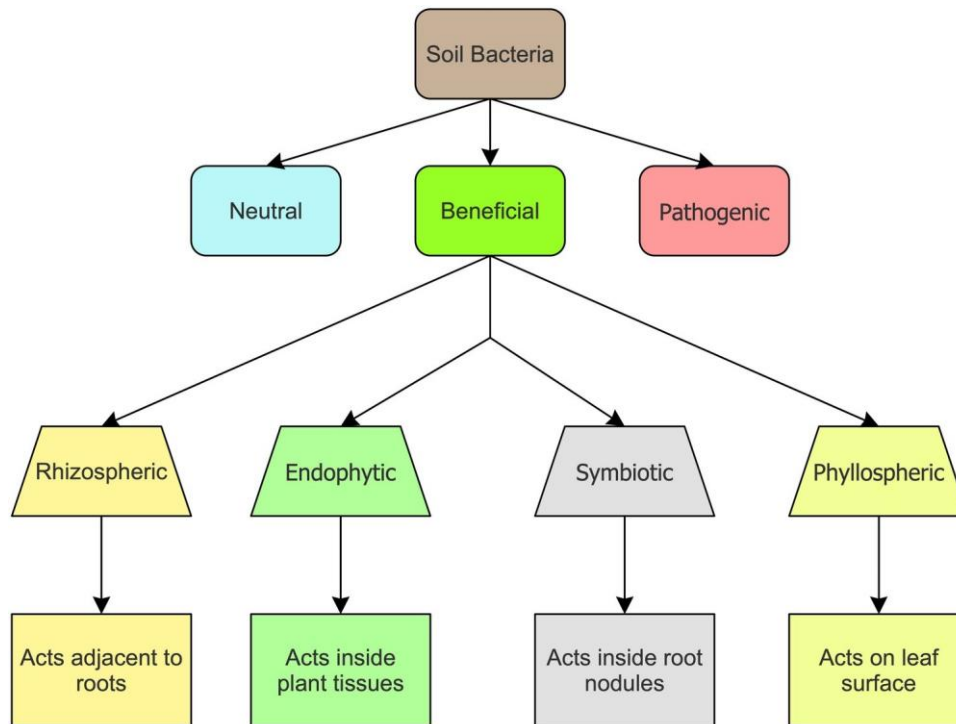 Soil Bacteria
Neutral
Beneficial
Pathogenic
Rhizospheric
Endophytic
Symbiotic
Phyllospheric
Acts adjacent to
roots
Acts inside
plant tissues
Acts inside root
nodules
Acts on leaf
surface